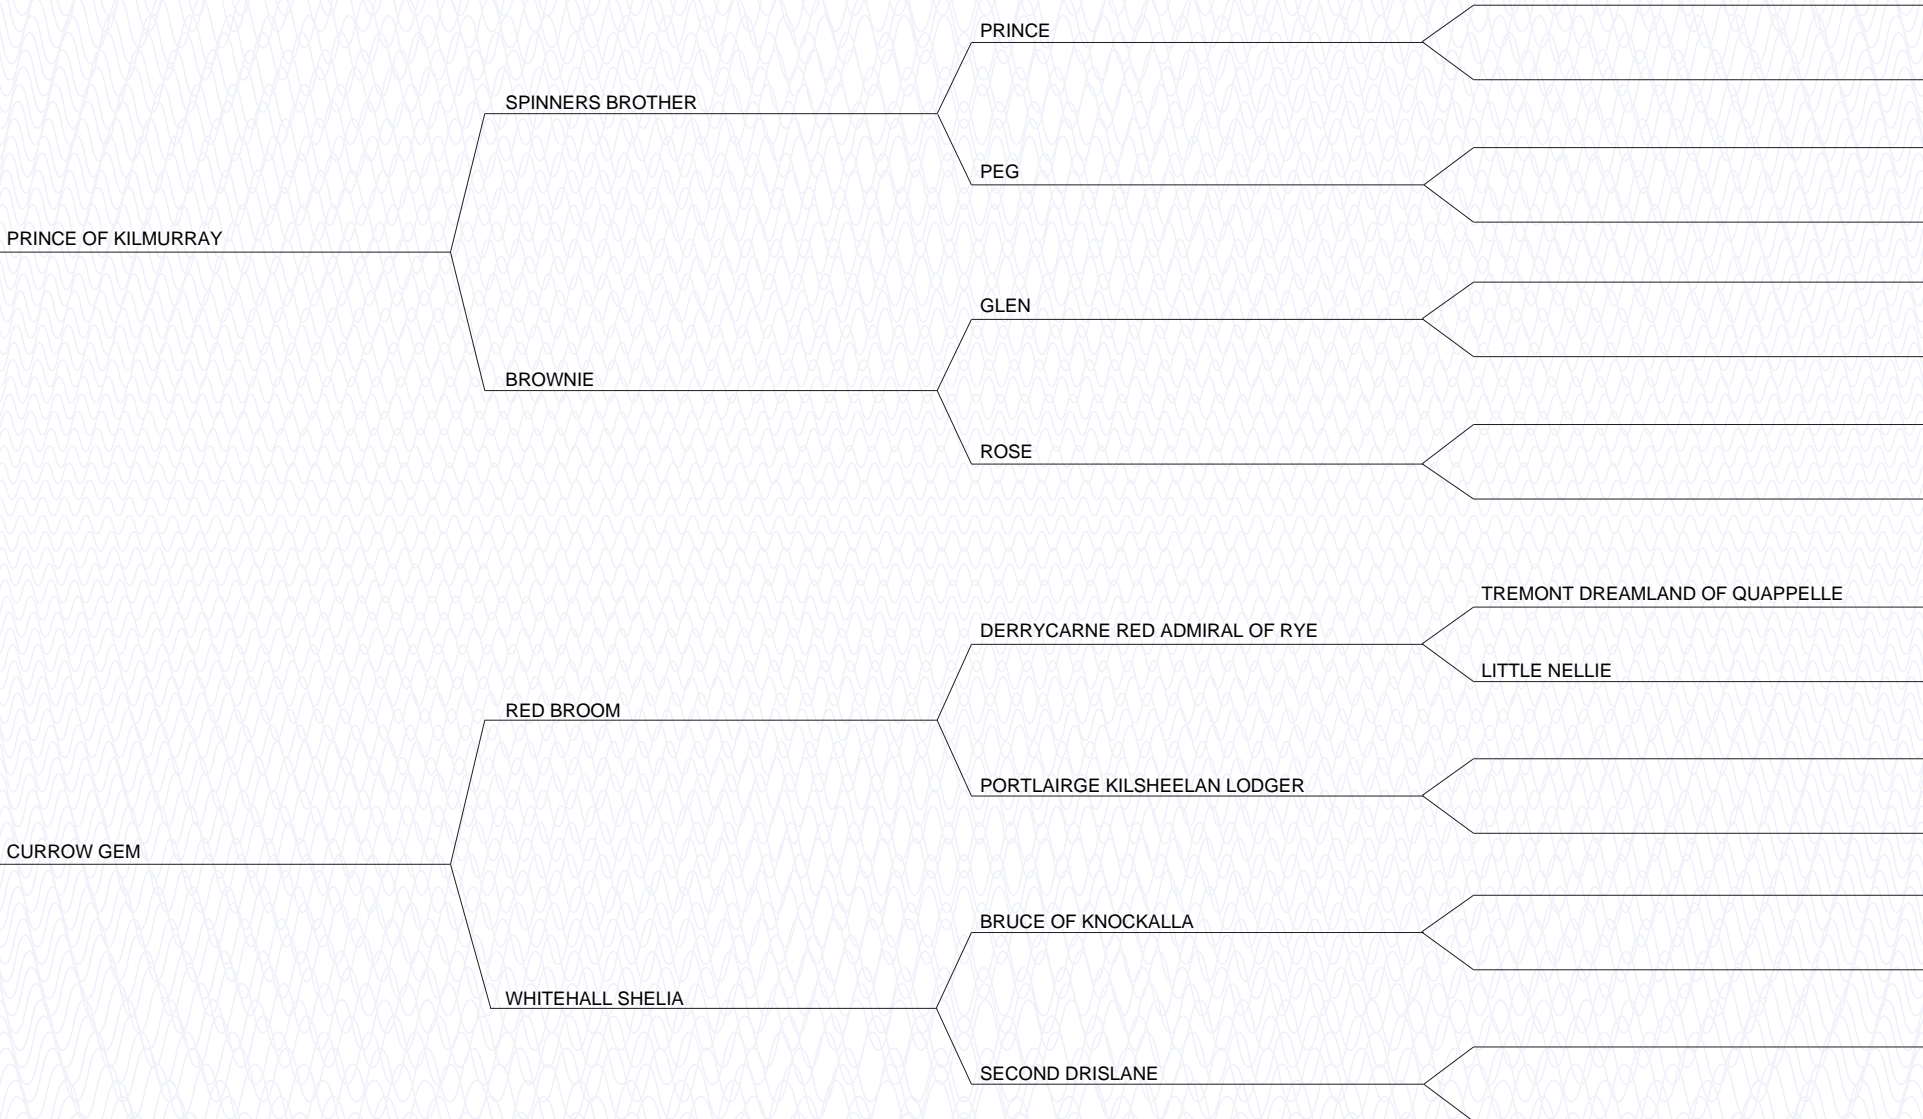 PRINCE
SPINNERS BROTHER
PEG
PRINCE OF KILMURRAY
GLEN
BROWNIE
ROSE
TREMONT DREAMLAND OF QUAPPELLE
DERRYCARNE RED ADMIRAL OF RYE
LITTLE NELLIE
RED BROOM
PORTLAIRGE KILSHEELAN LODGER
CURROW GEM
BRUCE OF KNOCKALLA
WHITEHALL SHELIA
SECOND DRISLANE